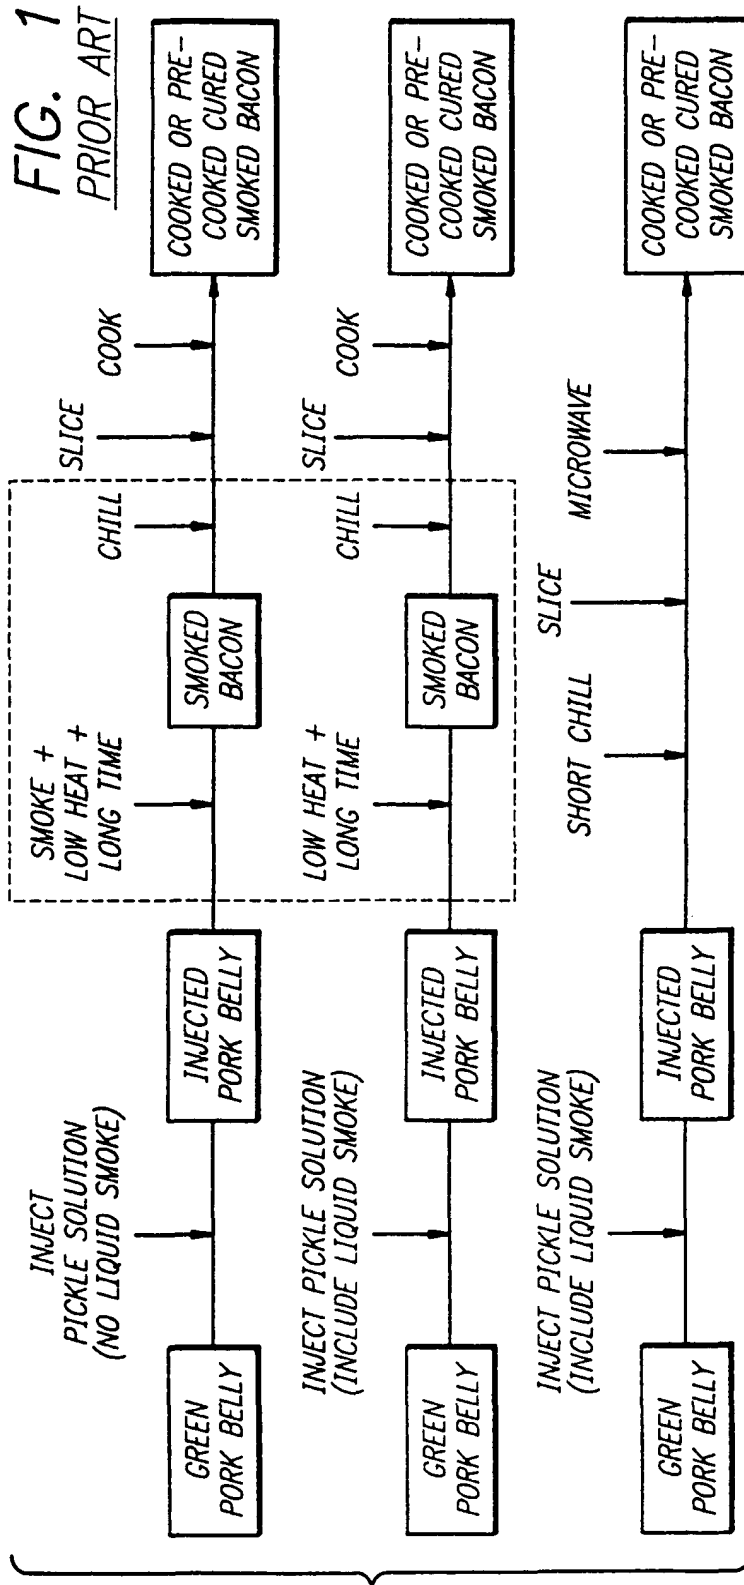 FIG. 1
PRIOR ART
GREEN
PORK BELLY
INJECT
PICKLE SOLUTION
(NO LIQUID SMOKE)
INJECTED
PORK BELLY
SMOKE +
LOW HEAT +
LONG TIME
SMOKED
BACON
CHILL
SLICE
COOK
COOKED OR PRE-
COOKED CURED
SMOKED BACON
GREEN
PORK BELLY
INJECT PICKLE SOLUTION
(INCLUDE LIQUID SMOKE)
INJECTED
PORK BELLY
LOW HEAT +
LONG TIME
SMOKED
BACON
CHILL
SLICE
COOK
COOKED OR PRE-
COOKED CURED
SMOKED BACON
GREEN
PORK BELLY
INJECT PICKLE SOLUTION
(INCLUDE LIQUID SMOKE)
INJECTED
PORK BELLY
SHORT CHILL
SLICE
MICROWAVE
COOKED OR PRE-
COOKED CURED
SMOKED BACON